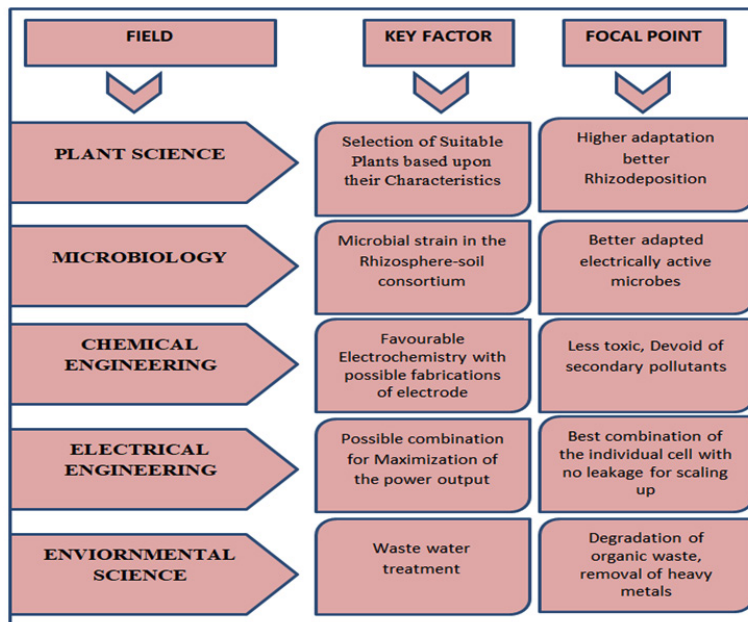 FIELD
KEY FACTOR
FOCAL POINT
PLANT SCIENCE
Selection of Suitable
Plants based upon
their Characteristics
Higher adaptation
better
Rhizodeposition
MICROBIOLOGY
Microbial strain in the
Rhizosphere-soil
consortium
Better adapted
electrically active
microbes
CHEMICAL
ENGINEERING
Favourable
Electrochemistry with
possible fabrications
of electrode
Less toxic, Devoid of
secondary pollutants
ELECTRICAL
ENGINEERING
Possible combination
for Maximization of
the power output
Best combination of
the individual cell with
no leakage for scaling
up
ENVIORNMENTAL
SCIENCE
Waste water
treatment
Degradation of
organic waste,
removal of heavy
metals